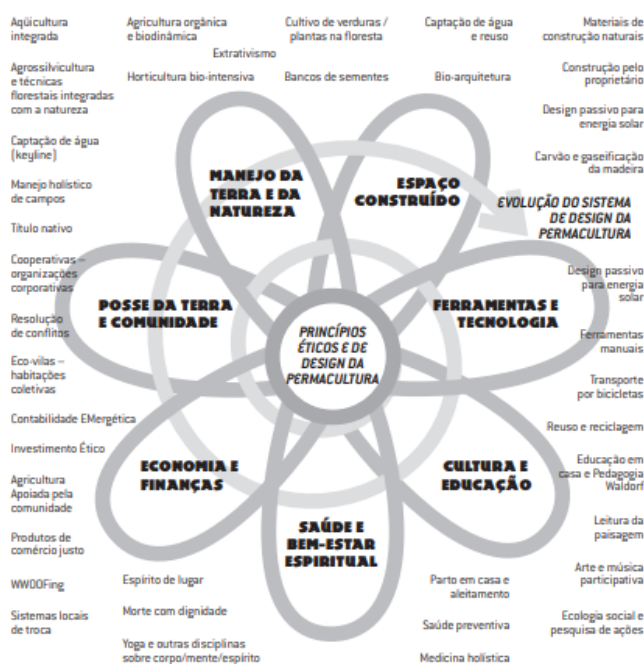 Aqüicultura
integrada
Agricultura orgânica
e biodinâmica
Extrativismo
Cultivo de verduras /
plantas na floresta
Captação de água
e reuso
Materiais de
construção naturais
Agrossilvicultura
e técnicas
florestais integradas
com a natureza
Horticultura bio-intensiva
Bancos de sementes
Bio-arquitetura
Construção pelo
proprietário
Design passivo para
energia solar
Captação de água
(keyline)
Carvão e gaseificação
da madeira
MANEJO DA
TERRA E DA
NATUREZA
ESPAÇO
CONSTRUÍDO
Manejo holístico
de campos
EVOLUÇÃO DO SISTEMA
DE DESIGN DA
PERMACULTURA
Título nativo
Cooperativas –
organizações
corporativas
Design passivo
para energia
solar
POSSE DA TERRA
E COMUNIDADE
FERRAMENTAS E
TECNOLOGIA
Resolução
de conflitos
PRINCÍPIOS
ÉTICOS E DE
DESIGN DA
PERMACULTURA
Ferramentas
manuais
Eco-vilas –
habitações
coletivas
Transporte
por bicicletas
Contabilidade EMergética
Reuso e reciclagem
Investimento Ético
ECONOMIA E
FINANÇAS
CULTURA E
EDUCAÇÃO
Educação em
casa e Pedagogia
Waldorf
Agricultura
Apoiada pela
comunidade
Leitura da
paisagem
SAÚDE E
BEM-ESTAR
ESPIRITUAL
Produtos de
comércio justo
Arte e música
participativa
WWOOFing
Espírito de lugar
Parto em casa e
aleitamento
Sistemas locais
de troca
Morte com dignidade
Saúde preventiva
Ecologia social e
pesquisa de ações
Yoga e outras disciplinas
sobre corpo/mente/espírito
Medicina holística